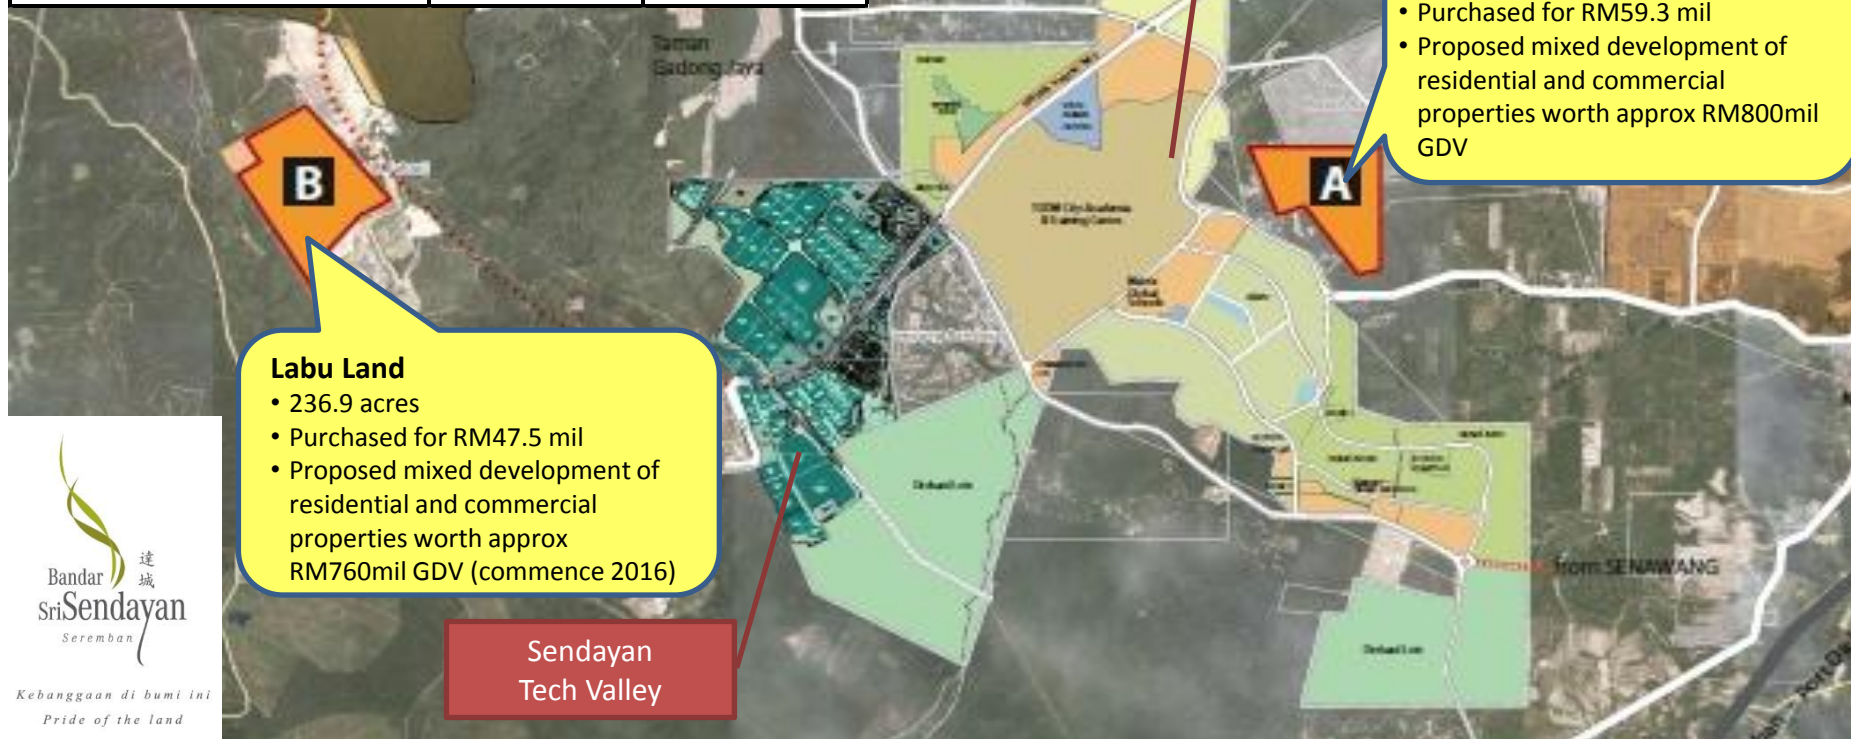 • Purchased for RM59.3 mil
• Proposed mixed development of
residential and commercial
properties worth approx RM800mil
GDV
Taman
Gadong Jaya
A
B
Labu Land
• 236.9 acres
• Purchased for RM47.5 mil
• Proposed mixed development of
residential and commercial
properties worth approx
RM760mil GDV (commence 2016)
Sendayan
Tech Valley
from SENAWANG
Bandar
達
城
SriSendayan
Seremban
Kebanggaan di bumi ini
Pride of the land